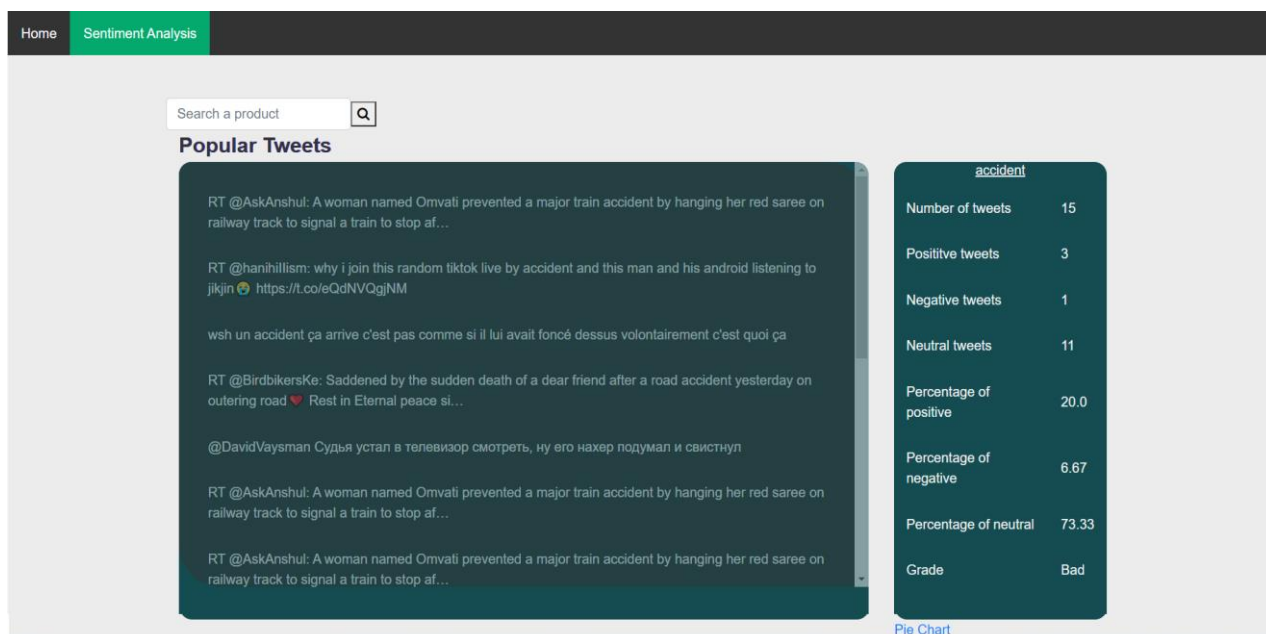 Home Sentiment Analysis
Search a product
Popular Tweets
RT @AskAnshul: A woman named Omvati prevented a major train accident by hanging her red saree on
railway track to signal a train to stop af…
RT @hanihillism: why i join this random tiktok live by accident and this man and his android listening to
jikjin😭 https://t.co/eQdNVQgjNM
wsh un accident ça arrive c'est pas comme si il lui avait foncé dessus volontairement c'est quoi ça
RT @BirdbikersKe: Saddened by the sudden death of a dear friend after a road accident yesterday on
outering road❤ Rest in Eternal peace si…
@DavidVaysman Судья устал в телевизор смотреть, ну его нахер подумал и свистнул
RT @AskAnshul: A woman named Omvati prevented a major train accident by hanging her red saree on
railway track to signal a train to stop af…
RT @AskAnshul: A woman named Omvati prevented a major train accident by hanging her red saree on
railway track to signal a train to stop af…
accident
Number of tweets 15
Posititve tweets 3
Negative tweets 1
Neutral tweets 11
Percentage of
positive 20.0
Percentage of
negative 6.67
Percentage of neutral 73.33
Grade Bad
Pie Chart